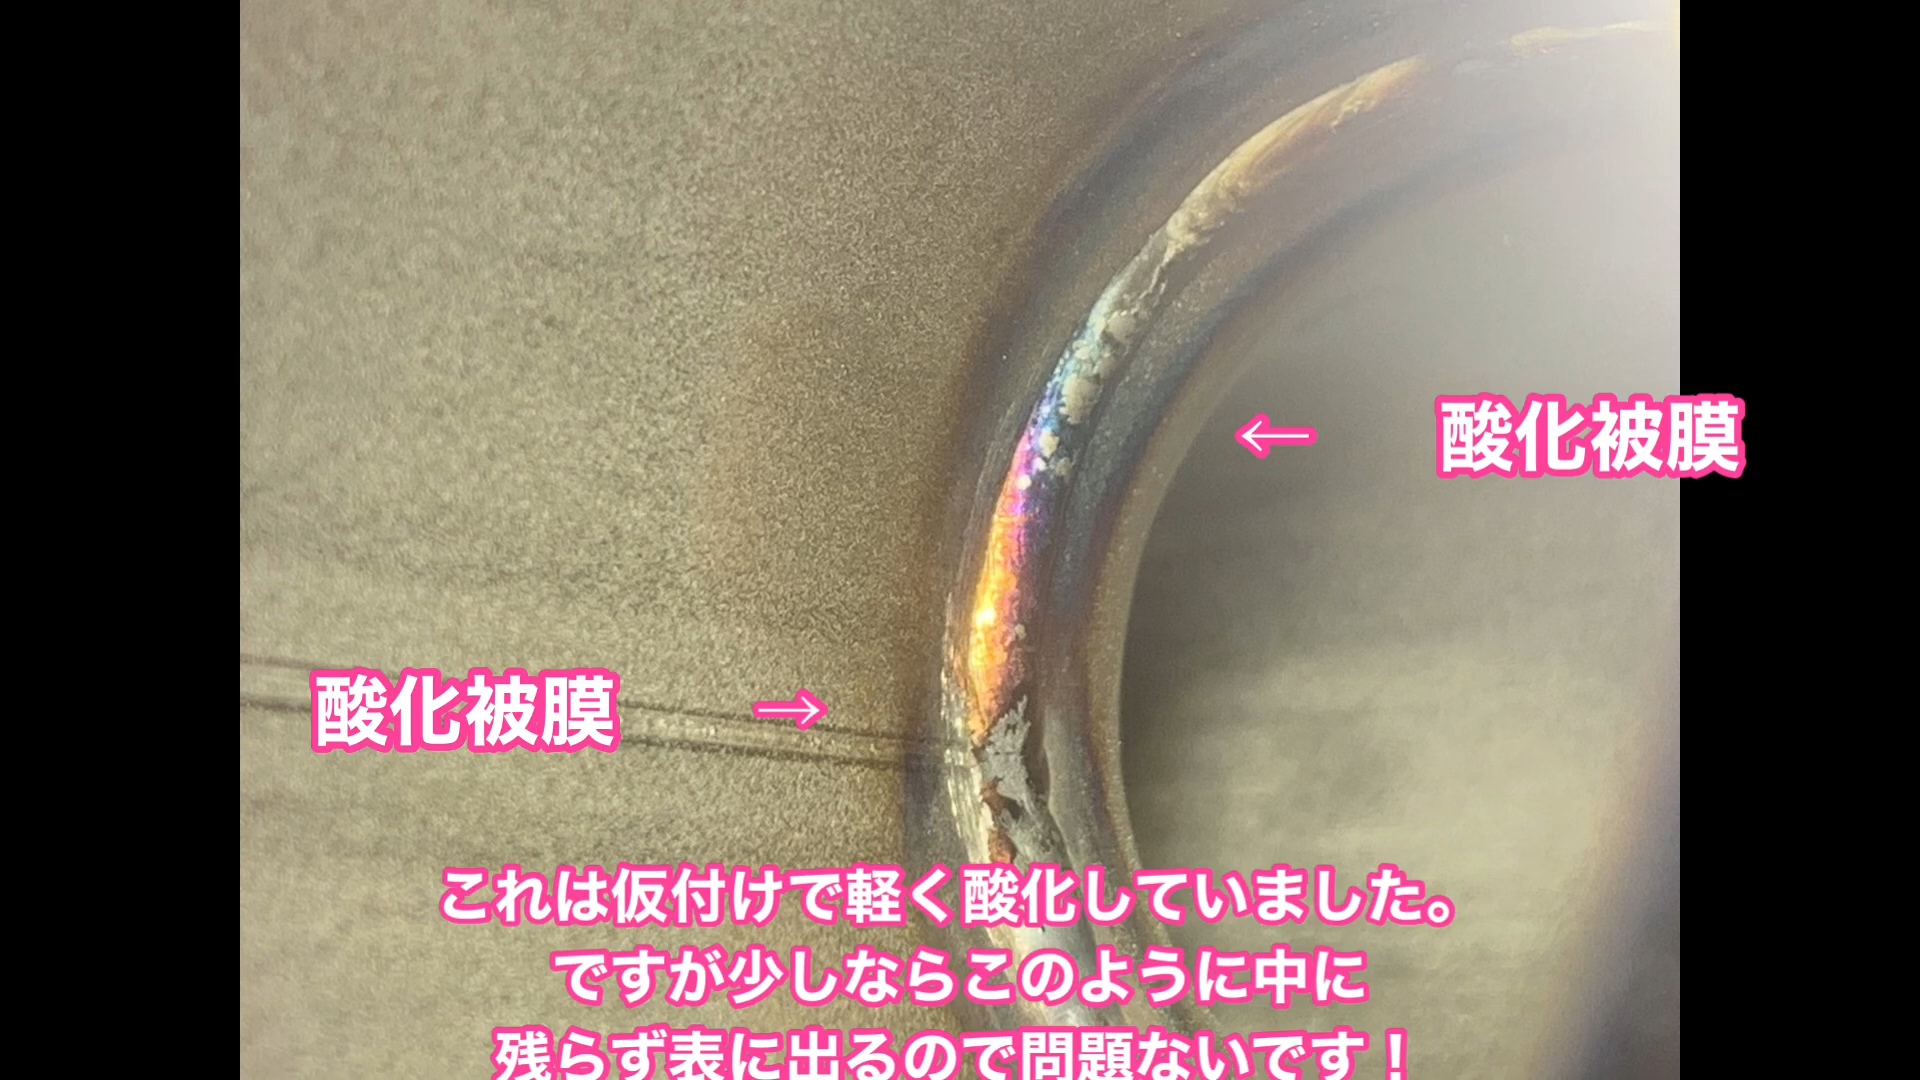 ← 酸化被膜
酸化被膜 →
これは仮付けで軽く酸化していました。
ですが少しならこのように中に
残らず表に出るので問題ないです！